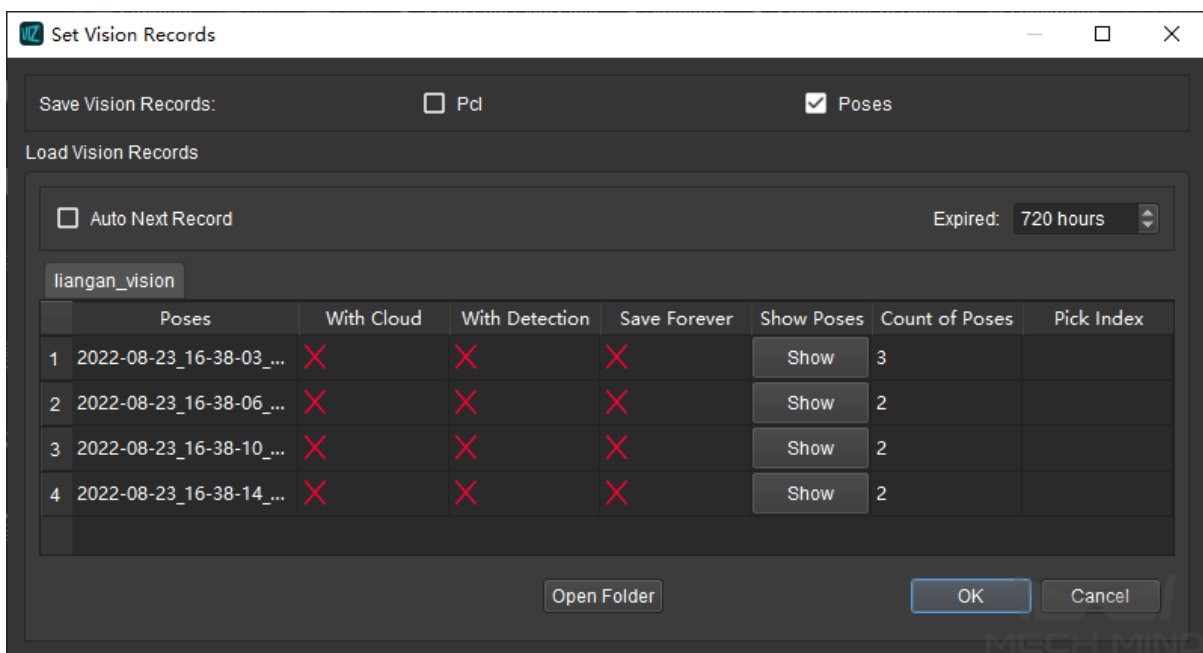 VIZ Set Vision Records
Save Vision Records: Pcl Poses
Load Vision Records
Auto Next Record Expired: 720 hours
liangan_vision
Poses With Cloud With Detection Save Forever Show Poses Count of Poses Pick Index
1 2022-08-23_16-38-03_... Show 3
2 2022-08-23_16-38-06_... Show 2
3 2022-08-23_16-38-10_... Show 2
4 2022-08-23_16-38-14_... Show 2
Open Folder OK Cancel
MECH MIND